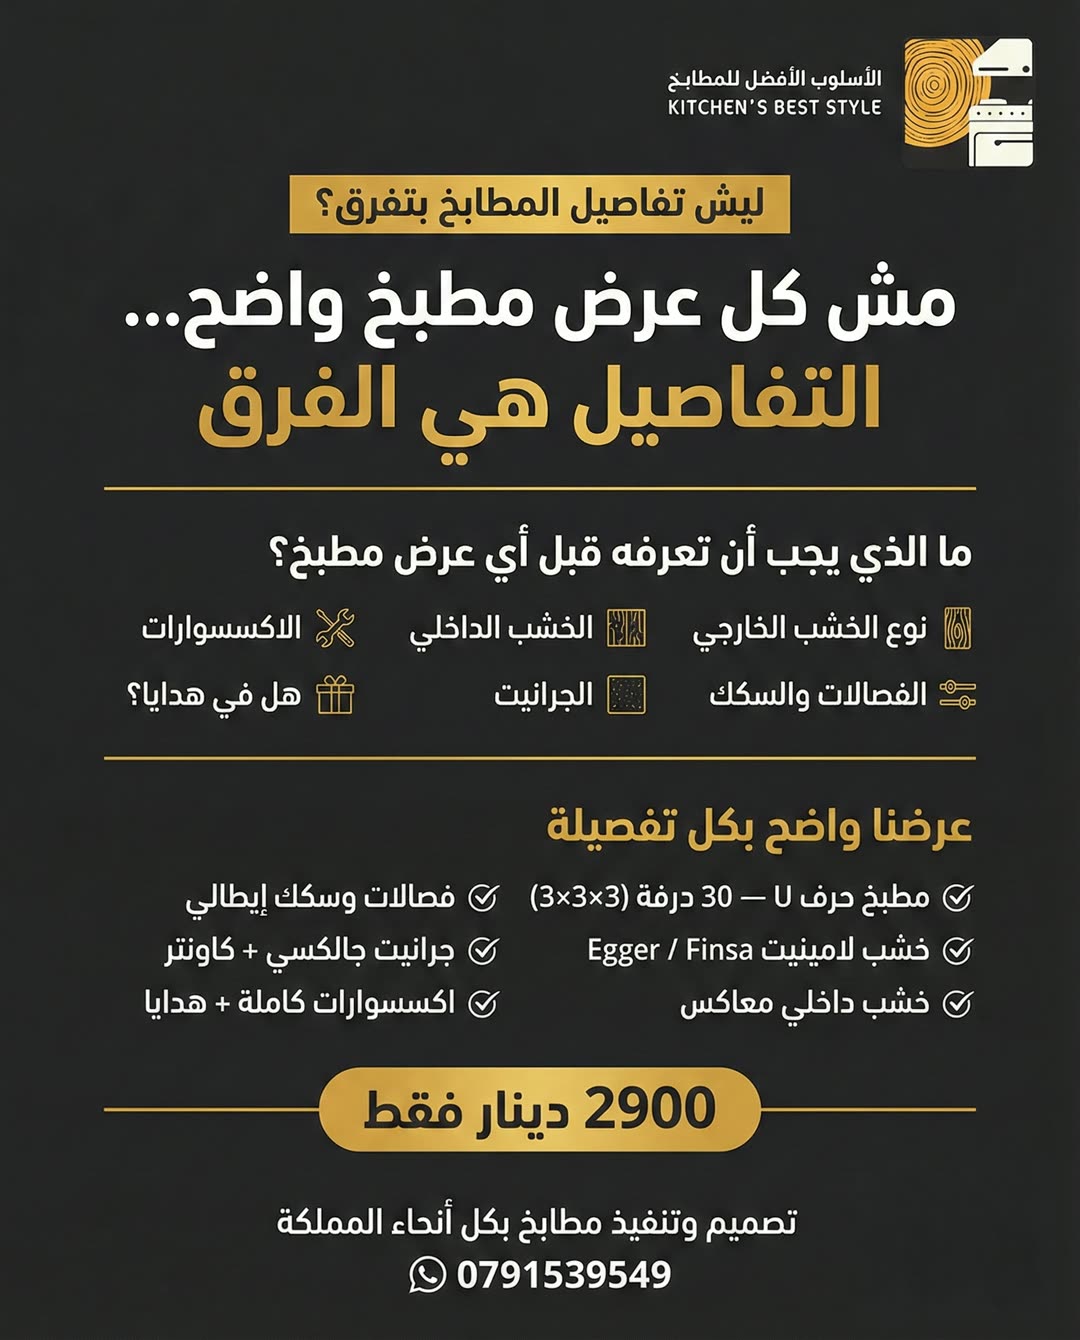 الأسلوب الأفضل للمطابخ
KITCHEN'S BEST STYLE
ليش تفاصيل المطابخ بتفرق؟
مش كل عرض مطبخ واضح...
التفاصيل هي الفرق
ما الذي يجب أن تعرفه قبل أي عرض مطبخ؟
نوع الخشب الخارجي
الخشب الداخلي
الاكسسوارات
الفصالات والسكك
الجرانيت
هل في هدايا؟
عرضنا واضح بكل تفصيلة
مطبخ حرف U — 30 درفة (3×3×3)
فصالات وسكك إيطالي
خشب لامينيت Egger / Finsa
جرانيت جالكسي + كاونتر
خشب داخلي معاكس
اكسسوارات كاملة + هدايا
2900 دينار فقط
تصميم وتنفيذ مطابخ بكل أنحاء المملكة
0791539549